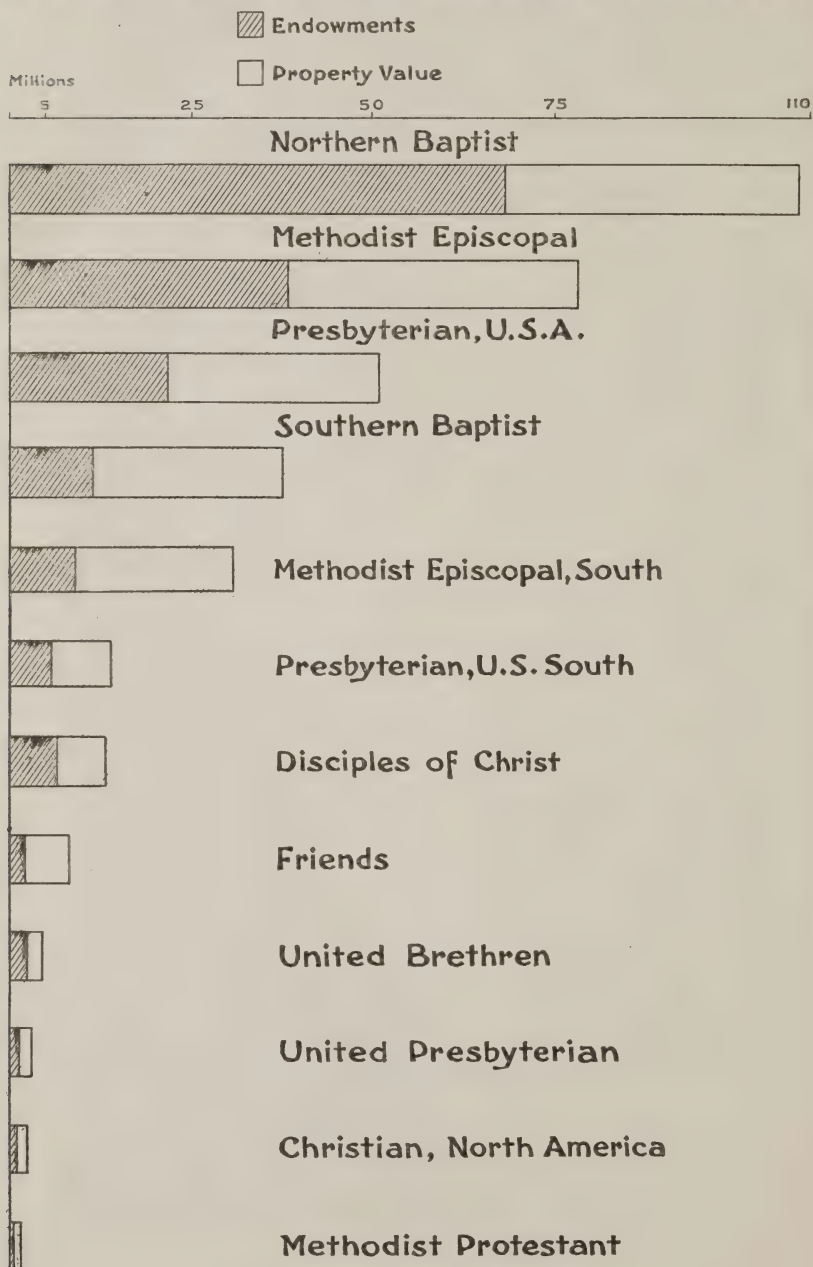 Endowments
Property Value
Millions
5 25 50 75 110
Northern Baptist
Methodist Episcopal
Presbyterian, U.S.A.
Southern Baptist
Methodist Episcopal, South
Presbyterian, U.S. South
Disciples of Christ
Friends
United Brethren
United Presbyterian
Christian, North America
Methodist Protestant